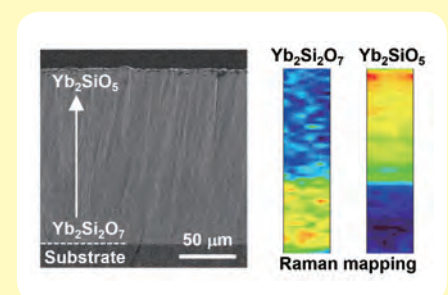 Yb₂SiO₅
Yb₂Si₂O₇
Substrate
50 μm
Yb₂Si₂O₇ Yb₂SiO₅
Raman mapping